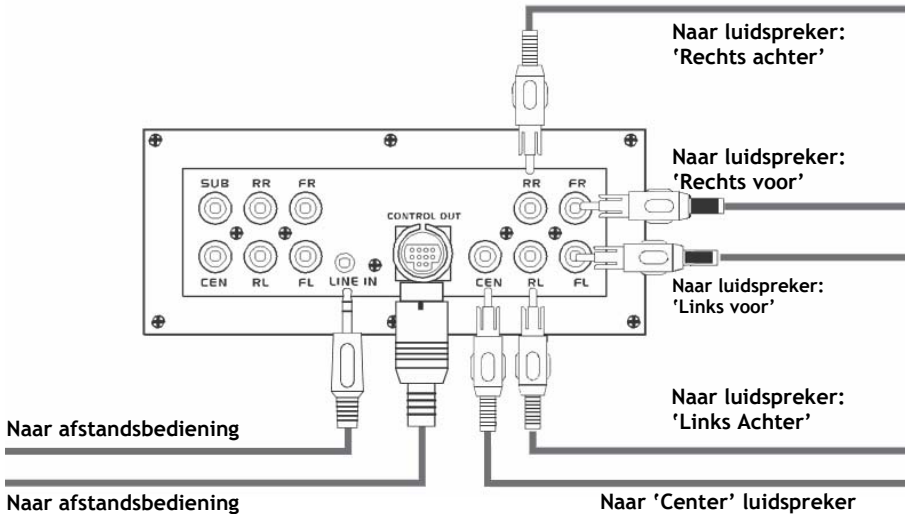 Naar luidspreker:
‘Rechts achter’
Naar luidspreker:
‘Rechts voor’
SUB RR FR
RR FR
CONTROL OUT
CEN RL FL LINE IN
CEN RL FL
Naar luidspreker:
‘Links voor’
Naar luidspreker:
‘Links Achter’
Naar afstandsbediening
Naar afstandsbediening
Naar ‘Center’ luidspreker